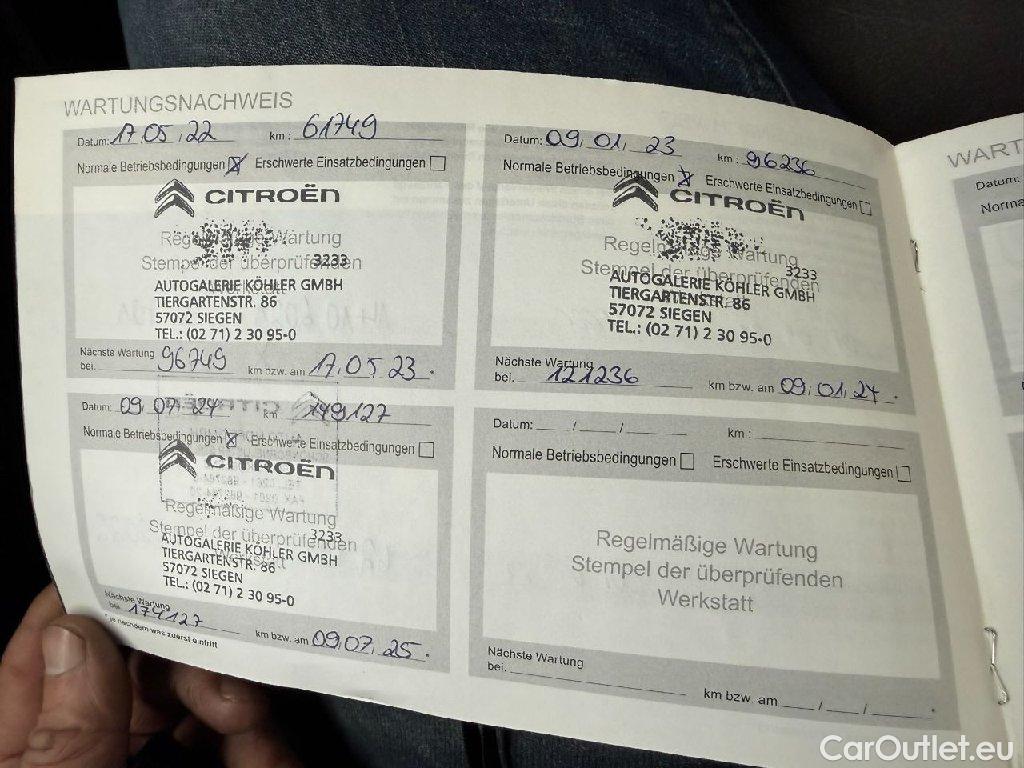 WARTUNGSNACHWEIS
Datum: 17.05.22 km: 61749
Normale Betriebsbedingungen Erschwerte Einsatzbedingungen
CITROËN
Regelmäßige Wartung
Stempel der überprüfenden
3233
AUTOGALERIE KÖHLER GMBH
TIERGARTENSTR. 86
57072 SIEGEN
TEL.: (02 71) 2 30 95-0
Nächste Wartung
bei. 96749 km bzw. am 17.05.23.
Datum: 09.01.23 km: 96236
Normale Betriebsbedingungen Erschwerte Einsatzbedingungen
CITROËN
Regelmäßige Wartung
Stempel der überprüfenden
3233
AUTOGALERIE KÖHLER GMBH
TIERGARTENSTR. 86
57072 SIEGEN
TEL.: (02 71) 2 30 95-0
Nächste Wartung
bei. 121236 km bzw. am 09.01.24.
Datum: 09.07.24 km 149127
Normale Betriebsbedingungen Erschwerte Einsatzbedingungen
CITROËN
Regelmäßige Wartung
Stempel der überprüfenden
3233
AUTOGALERIE KÖHLER GMBH
TIERGARTENSTR. 86
57072 SIEGEN
TEL.: (02 71) 2 30 95-0
Nächste Wartung
bei. 174127 km bzw. am 09.07.25.
* je nachdem was zuerst eintritt
Datum: / / km:
Normale Betriebsbedingungen Erschwerte Einsatzbedingungen
Regelmäßige Wartung
Stempel der überprüfenden
Werkstatt
Nächste Wartung
bei. km bzw. am / / .
WART
Datum:
Norma
CarOutlet.eu